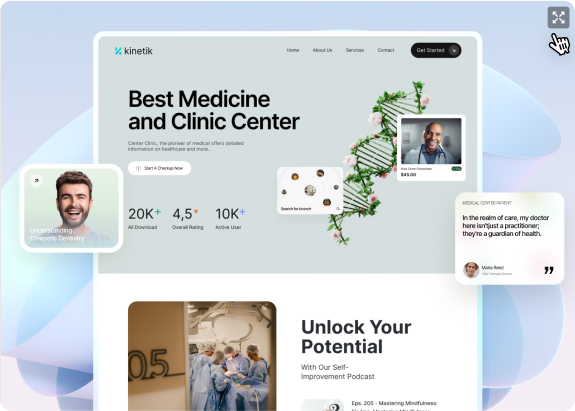 kinetik
Home
About Us
Services
Contact
Get Started
Best Medicine
and Clinic Center
Center Clinic, the pioneer of medical offers detailed
information on healthcare and more..
Start A Checkup Now
20K+
All Download
4,5*
Overall Rating
10K+
Active User
Search for branch
$45.00
Understanding
Cosmetic Dentistry
MEDICAL CENTER PATIENT
In the realm of care, my doctor
here isn'tjust a practitioner;
they're a guardian of health.
Maria Reed
”
205
Unlock Your
Potential
With Our Self-
Improvement Podcast
Eps. 205 - Mastering Mindfulness: